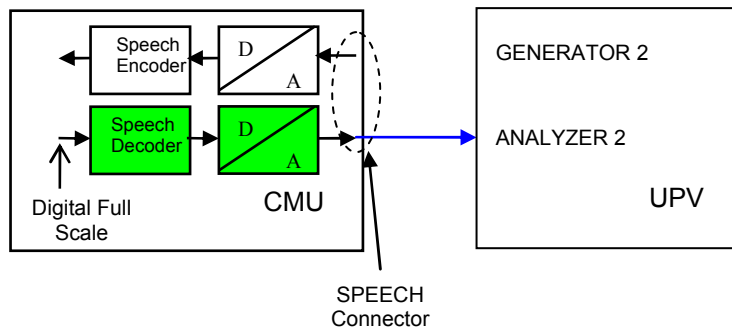 Speech
Encoder
D
A
GENERATOR 2
Speech
Decoder
D
A
ANALYZER 2
Digital Full
Scale
CMU
UPV
SPEECH
Connector